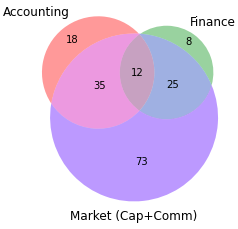 Accounting
Finance
18
8
12
35
25
73
Market (Cap+Comm)